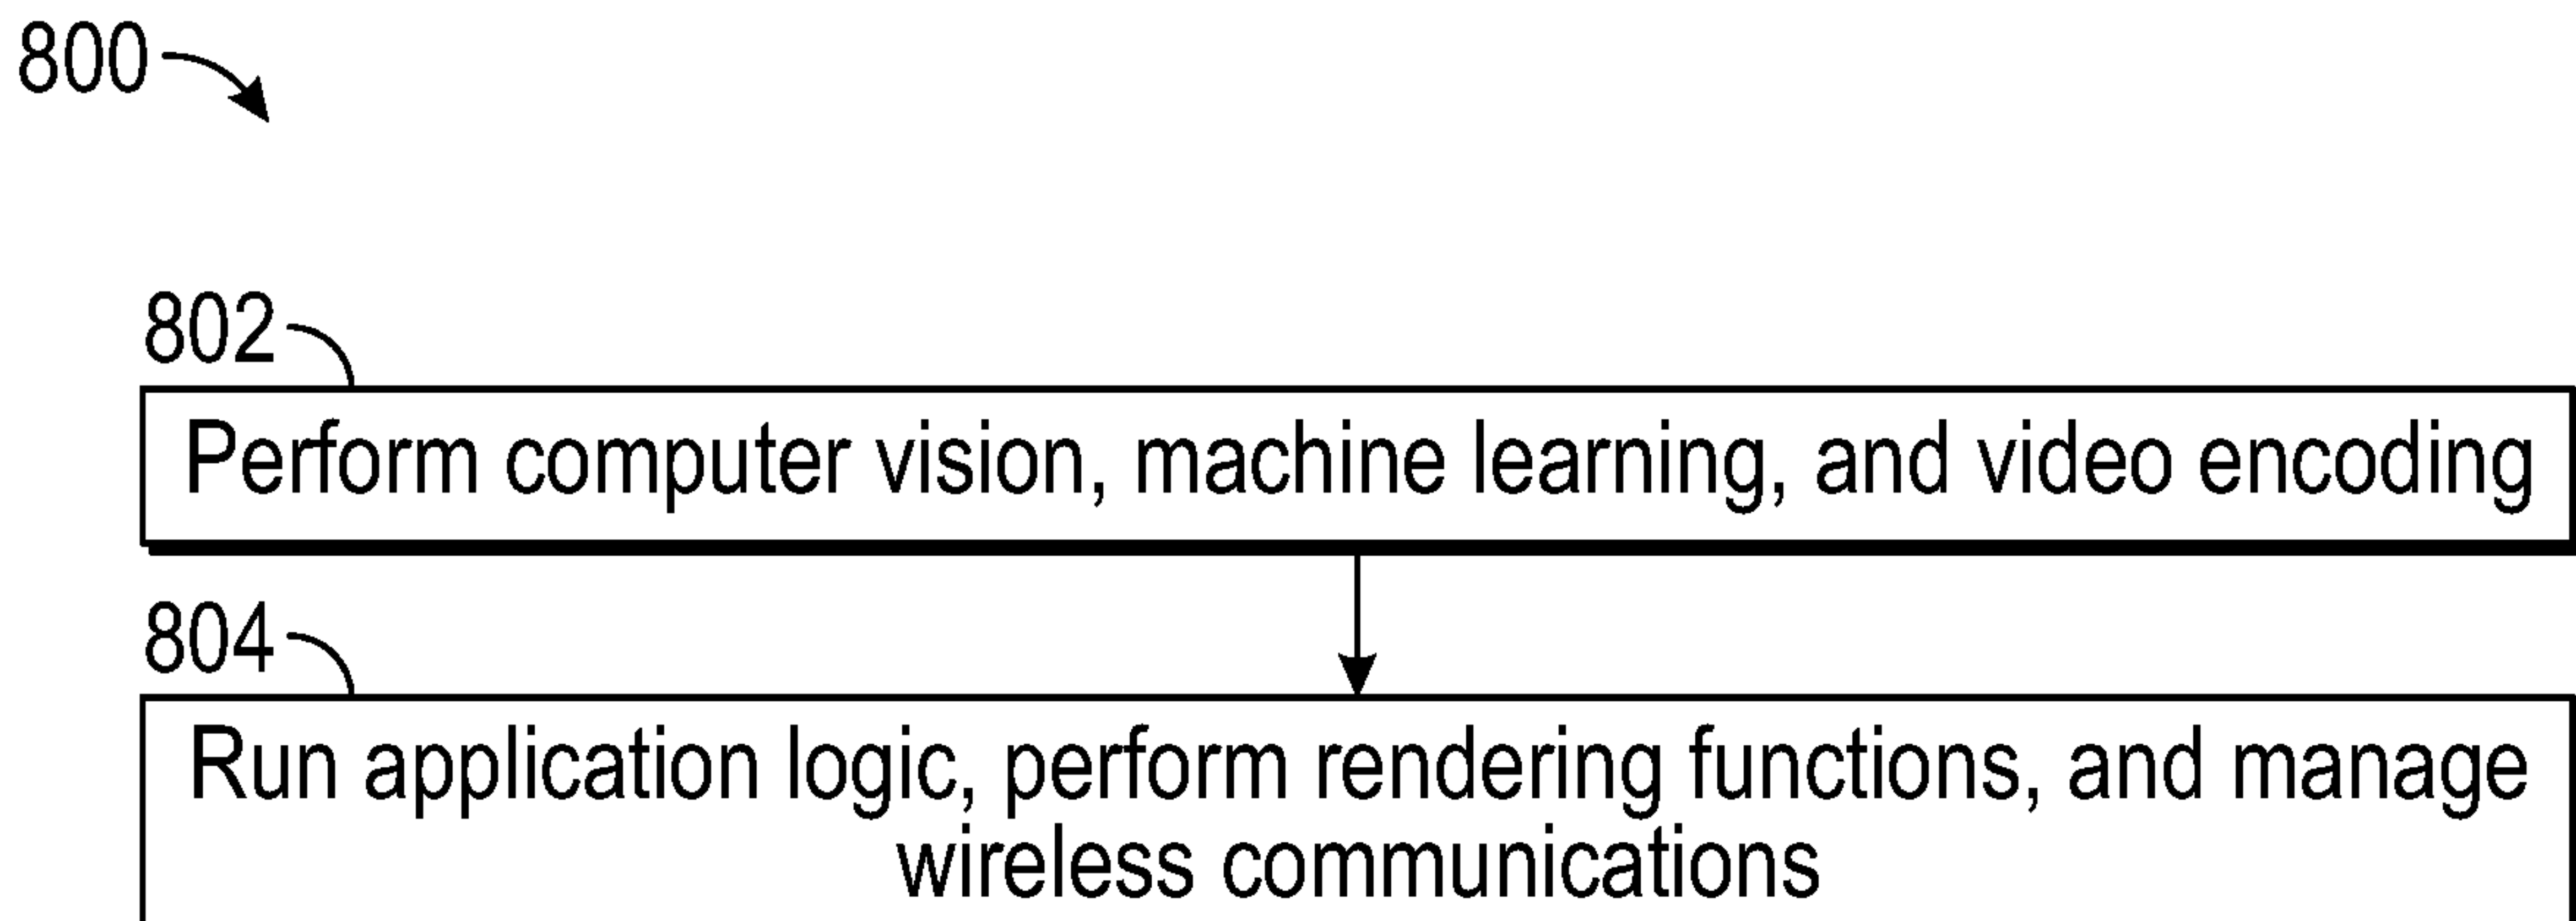 800
802
Perform computer vision, machine learning, and video encoding
804
Run application logic, perform rendering functions, and manage
wireless communications